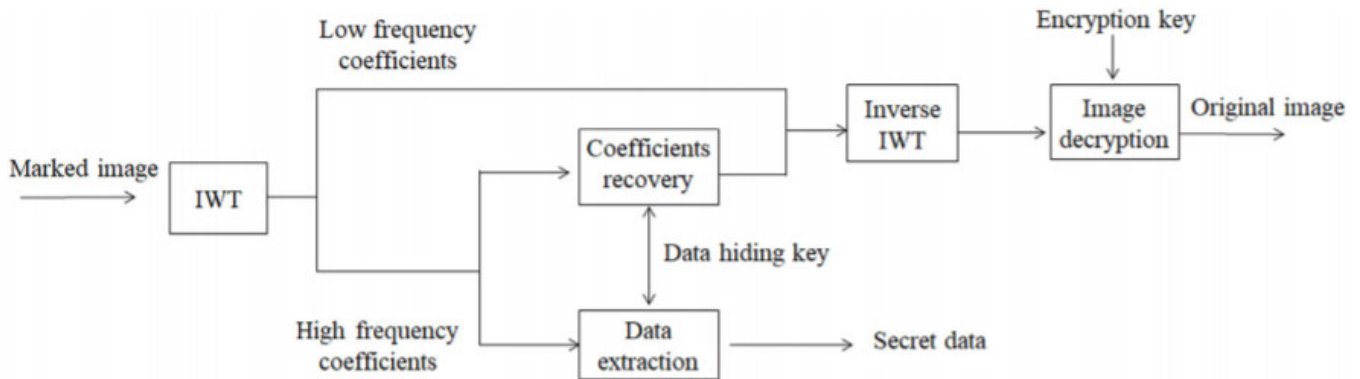 Low frequency
coefficients
Encryption key
Marked image
IWT
Coefficients
recovery
Inverse
IWT
Image
decryption
Original image
Data hiding key
High frequency
coefficients
Data
extraction
Secret data